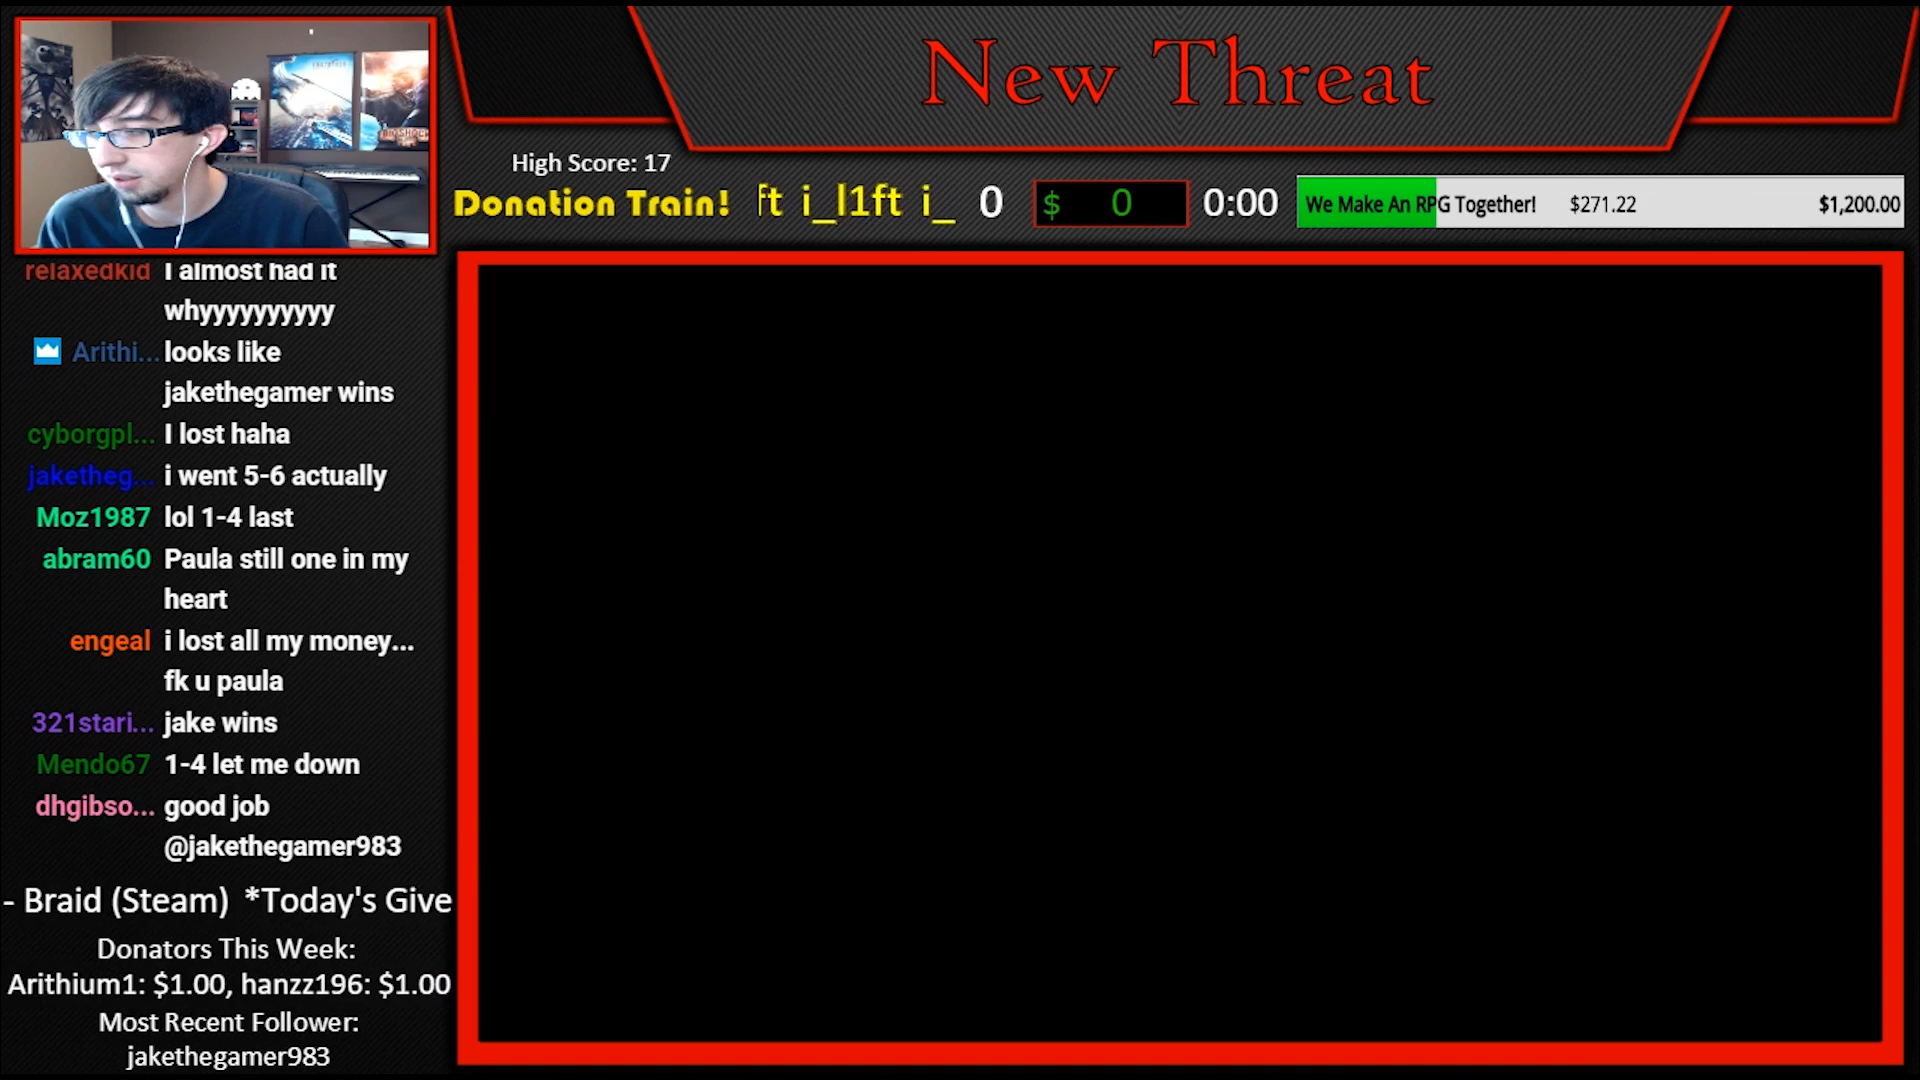 New Threat
High Score: 17
Donation Train! ft i_l1ft i_ 0 $ 0 0:00 We Make An RPG Together! $271.22 $1,200.00
relaxedkid I almost had it
whyyyyyyyyyy
Arithi... looks like
jakethegamer wins
cyborgpl... I lost haha
jaketheg... i went 5-6 actually
Moz1987 lol 1-4 last
abram60 Paula still one in my
heart
engeal i lost all my money...
fk u paula
321stari... jake wins
Mendo67 1-4 let me down
dhgibso... good job
@jakethegamer983
- Braid (Steam) *Today's Give
Donators This Week:
Arithium1: $1.00, hanzz196: $1.00
Most Recent Follower:
jakethegamer983